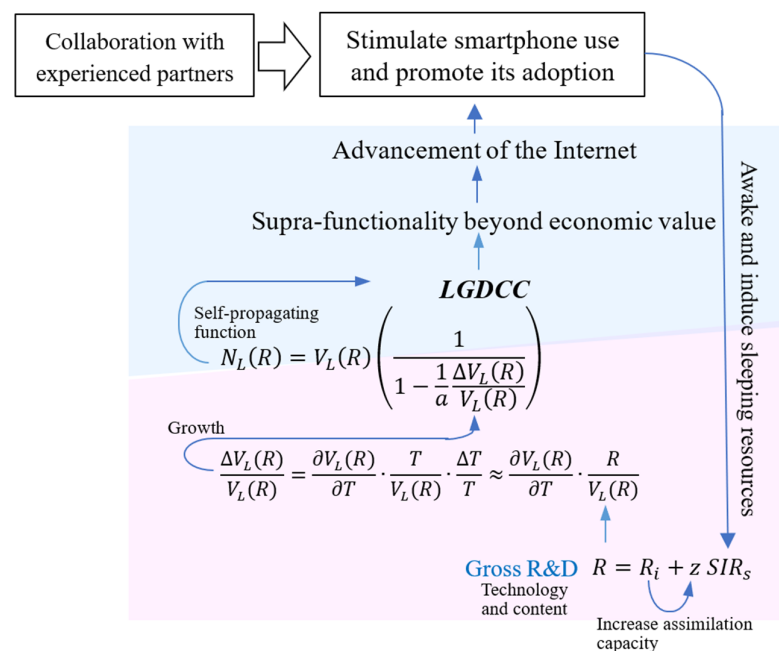 Collaboration with
experienced partners
Stimulate smartphone use
and promote its adoption
Advancement of the Internet
Supra-functionality beyond economic value
LGDCC
Self-propagating
function
N_L(R) = V_L(R) ( 1 / ( 1 − (1/a) (ΔV_L(R) / V_L(R)) ) )
Growth
ΔV_L(R) / V_L(R) = ∂V_L(R) / ∂T · T / V_L(R) · ΔT / T ≈ ∂V_L(R) / ∂T · R / V_L(R)
Gross R&D R = R_i + z SIR_s
Technology
and content
Increase assimilation
capacity
Awake and induce sleeping resources